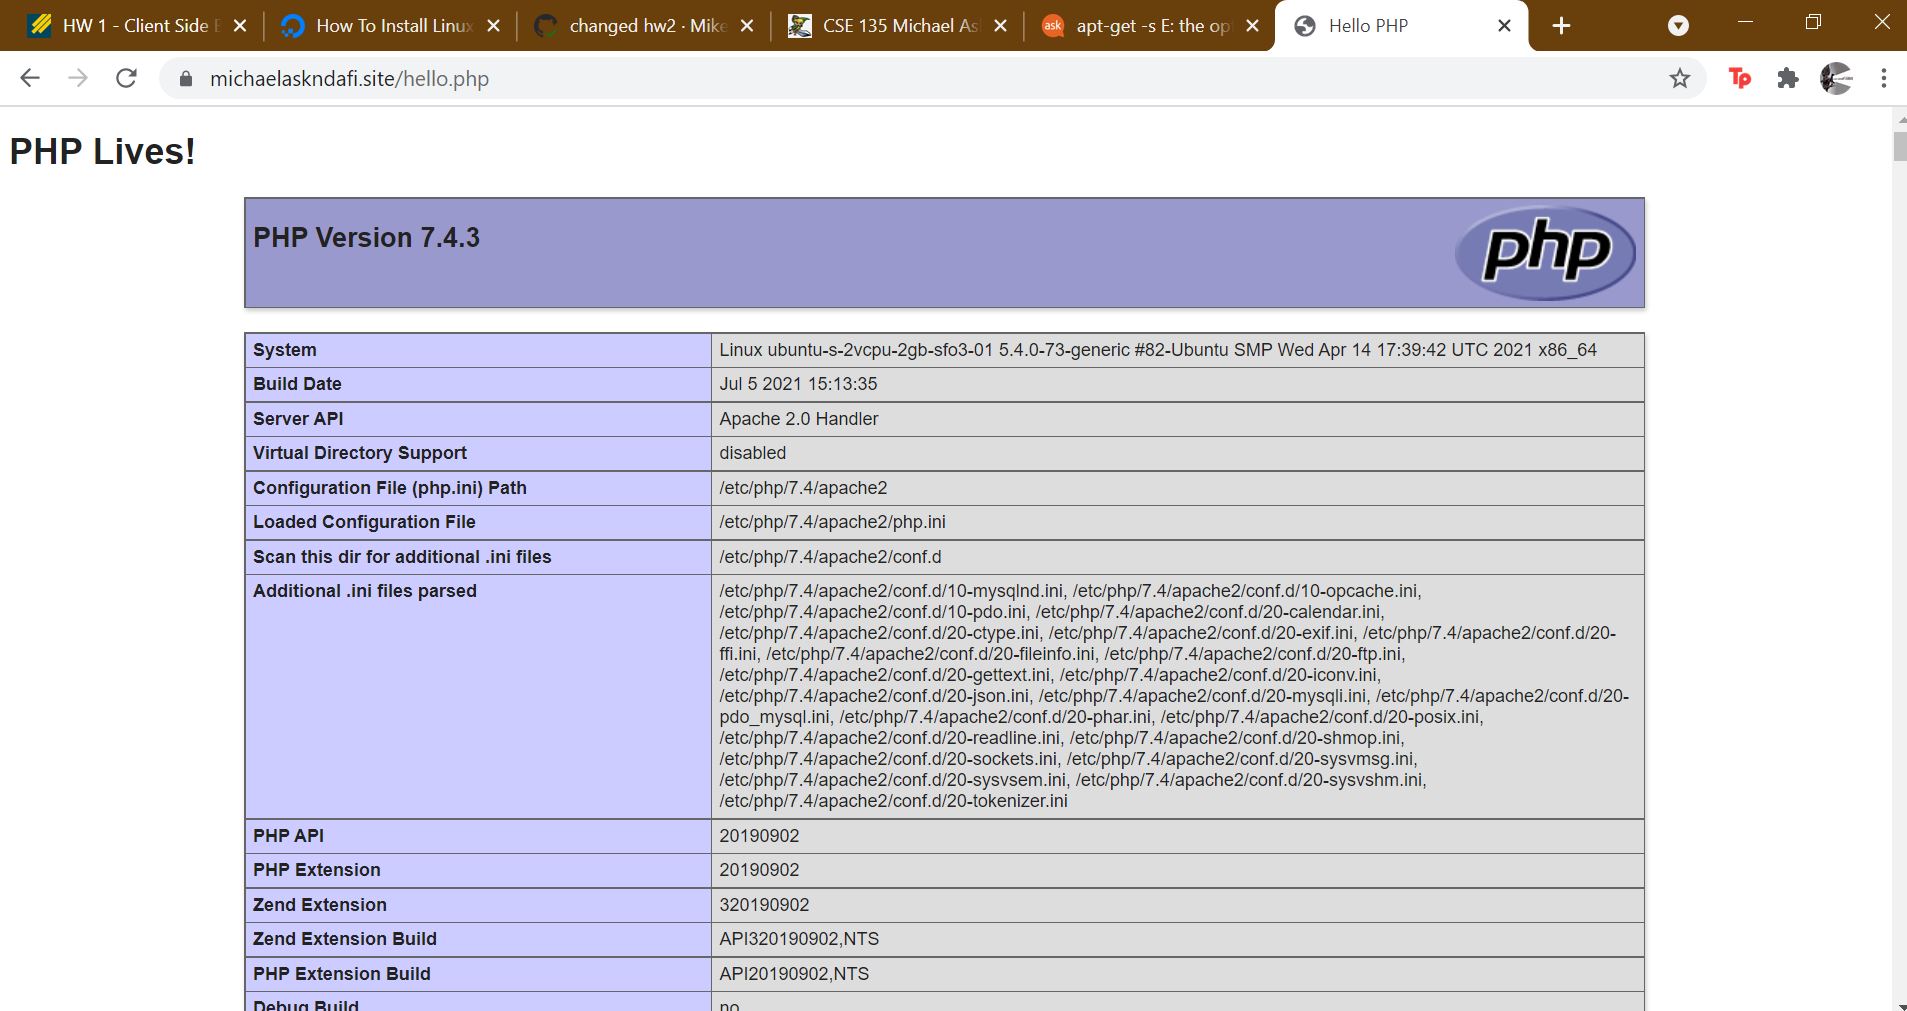 HW 1 - Client Side
How To Install Linux
changed hw2 · Mike
CSE 135 Michael As
ask
apt-get -s E: the op
Hello PHP
michaelaskndafi.site/hello.php
Tp
PHP Lives!
PHP Version 7.4.3
php
System Linux ubuntu-s-2vcpu-2gb-sfo3-01 5.4.0-73-generic #82-Ubuntu SMP Wed Apr 14 17:39:42 UTC 2021 x86_64
Build Date Jul 5 2021 15:13:35
Server API Apache 2.0 Handler
Virtual Directory Support disabled
Configuration File (php.ini) Path /etc/php/7.4/apache2
Loaded Configuration File /etc/php/7.4/apache2/php.ini
Scan this dir for additional .ini files /etc/php/7.4/apache2/conf.d
Additional .ini files parsed /etc/php/7.4/apache2/conf.d/10-mysqlnd.ini, /etc/php/7.4/apache2/conf.d/10-opcache.ini,
/etc/php/7.4/apache2/conf.d/10-pdo.ini, /etc/php/7.4/apache2/conf.d/20-calendar.ini,
/etc/php/7.4/apache2/conf.d/20-ctype.ini, /etc/php/7.4/apache2/conf.d/20-exif.ini, /etc/php/7.4/apache2/conf.d/20-
ffi.ini, /etc/php/7.4/apache2/conf.d/20-fileinfo.ini, /etc/php/7.4/apache2/conf.d/20-ftp.ini,
/etc/php/7.4/apache2/conf.d/20-gettext.ini, /etc/php/7.4/apache2/conf.d/20-iconv.ini,
/etc/php/7.4/apache2/conf.d/20-json.ini, /etc/php/7.4/apache2/conf.d/20-mysqli.ini, /etc/php/7.4/apache2/conf.d/20-
pdo_mysql.ini, /etc/php/7.4/apache2/conf.d/20-phar.ini, /etc/php/7.4/apache2/conf.d/20-posix.ini,
/etc/php/7.4/apache2/conf.d/20-readline.ini, /etc/php/7.4/apache2/conf.d/20-shmop.ini,
/etc/php/7.4/apache2/conf.d/20-sockets.ini, /etc/php/7.4/apache2/conf.d/20-sysvmsg.ini,
/etc/php/7.4/apache2/conf.d/20-sysvsem.ini, /etc/php/7.4/apache2/conf.d/20-sysvshm.ini,
/etc/php/7.4/apache2/conf.d/20-tokenizer.ini
PHP API 20190902
PHP Extension 20190902
Zend Extension 320190902
Zend Extension Build API320190902,NTS
PHP Extension Build API20190902,NTS
Debug Build no